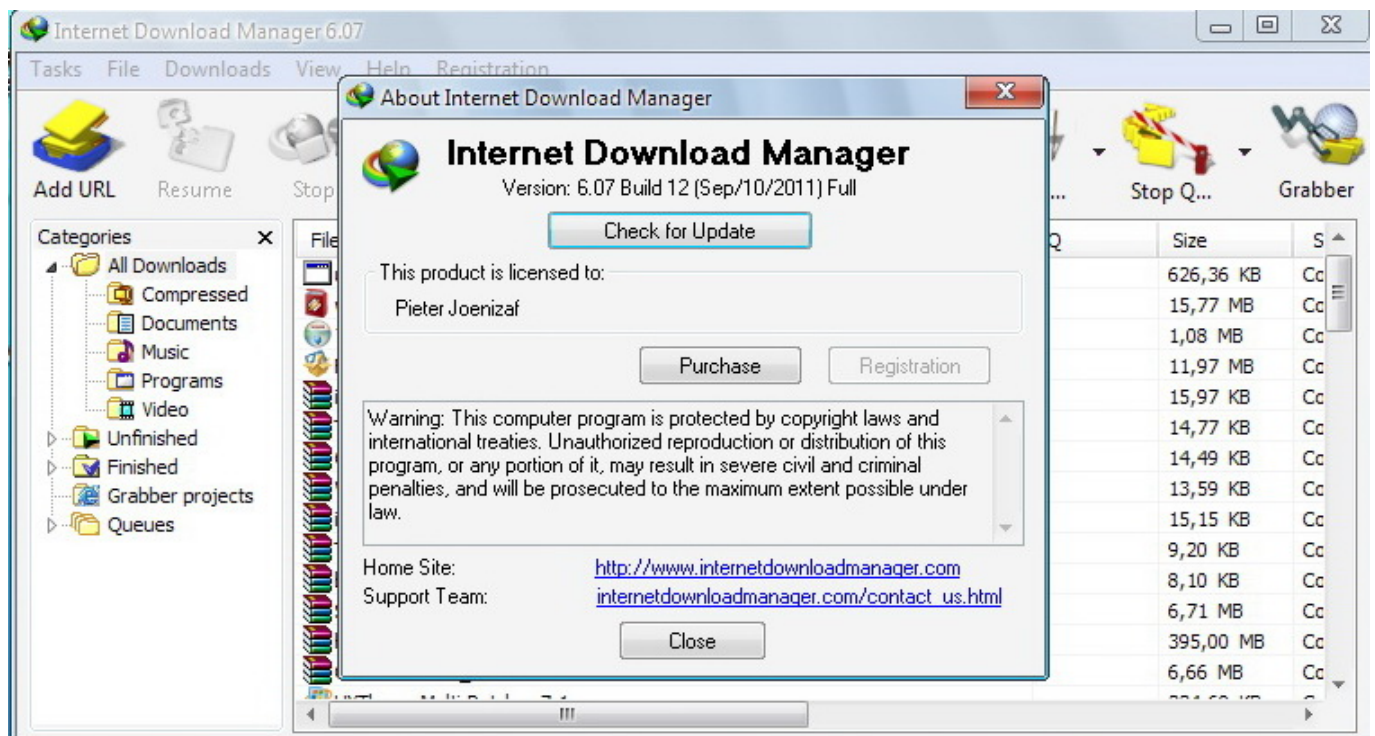 Internet Download Manager 6.07
Tasks File Downloads View Help Registration
Add URL
Resume
Stop
Stop Q...
Grabber
Categories
All Downloads
Compressed
Documents
Music
Programs
Video
Unfinished
Finished
Grabber projects
Queues
File
Q
Size
S
626,36 KB
15,77 MB
1,08 MB
11,97 MB
15,97 KB
14,77 KB
14,49 KB
13,59 KB
15,15 KB
9,20 KB
8,10 KB
6,71 MB
395,00 MB
6,66 MB
About Internet Download Manager
Internet Download Manager
Version: 6.07 Build 12 (Sep/10/2011) Full
Check for Update
This product is licensed to:
Pieter Joenizaf
Purchase
Registration
Warning: This computer program is protected by copyright laws and
international treaties. Unauthorized reproduction or distribution of this
program, or any portion of it, may result in severe civil and criminal
penalties, and will be prosecuted to the maximum extent possible under
law.
Home Site: http://www.internetdownloadmanager.com
Support Team: internetdownloadmanager.com/contact_us.html
Close